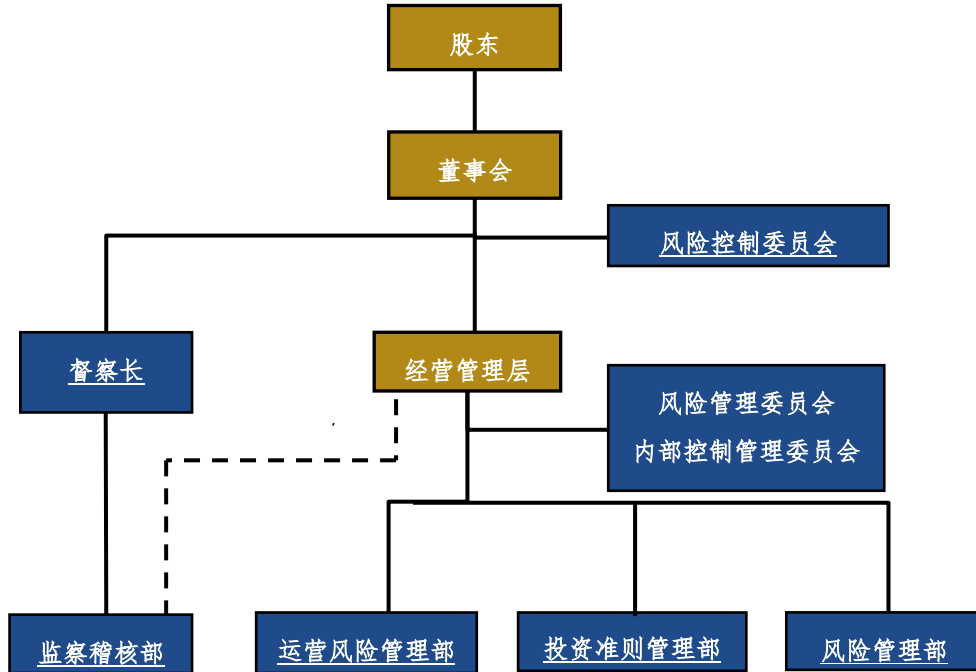 股东
董事会
风险控制委员会
督察长
经营管理层
风险管理委员会
内部控制管理委员会
监察稽核部
运营风险管理部
投资准则管理部
风险管理部